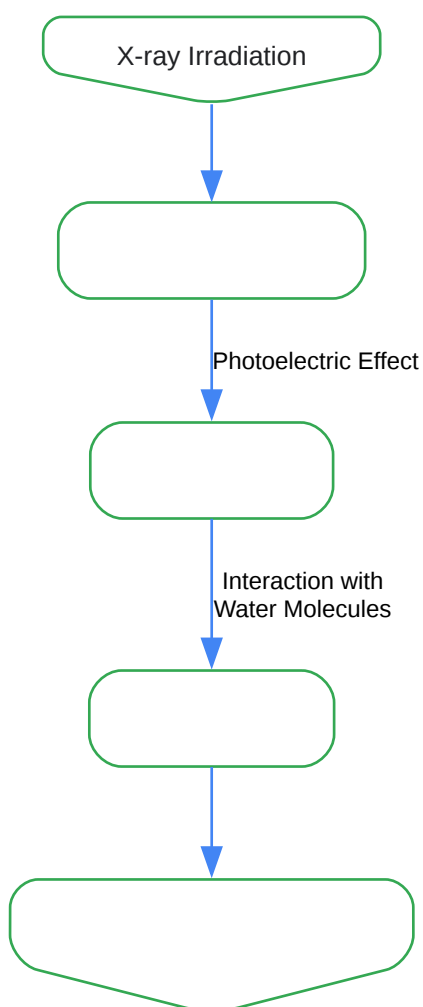 X-ray Irradiation
Photoelectric Effect
Interaction with
Water Molecules